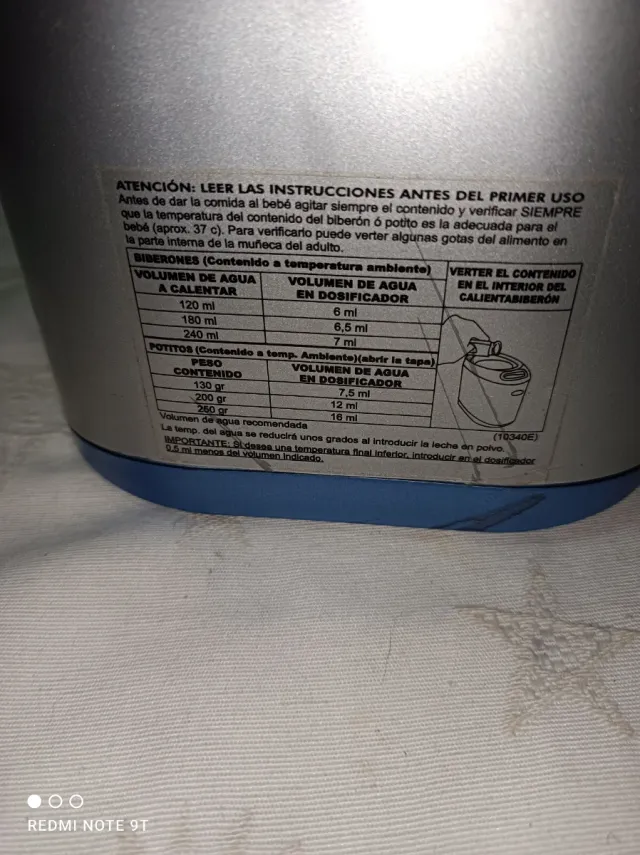 ATENCIÓN: LEER LAS INSTRUCCIONES ANTES DEL PRIMER USO
Antes de dar la comida al bebé agitar siempre el contenido y verificar SIEMPRE
que la temperatura del contenido del biberón ó potito es la adecuada para el
bebé (aprox. 37 c). Para verificarlo puede verter algunas gotas del alimento en
la parte interna de la muñeca del adulto.
BIBERONES (Contenido a temperatura ambiente)
VOLUMEN DE AGUA A CALENTAR
VOLUMEN DE AGUA EN DOSIFICADOR
120 ml 6 ml
180 ml 6,5 ml
240 ml 7 ml
POTITOS (Contenido a temp. Ambiente)(abrir la tapa)
PESO CONTENIDO
VOLUMEN DE AGUA EN DOSIFICADOR
130 gr 7,5 ml
200 gr 12 ml
250 gr 16 ml
VERTER EL CONTENIDO
EN EL INTERIOR DEL
CALIENTABIBERÓN
(10340E)
Volumen de agua recomendada
La temp. del agua se reducirá unos grados al introducir la leche en polvo.
IMPORTANTE: Si desea una temperatura final inferior, introducir en el dosificador
0,5 ml menos del volumen indicado.
REDMI NOTE 9T